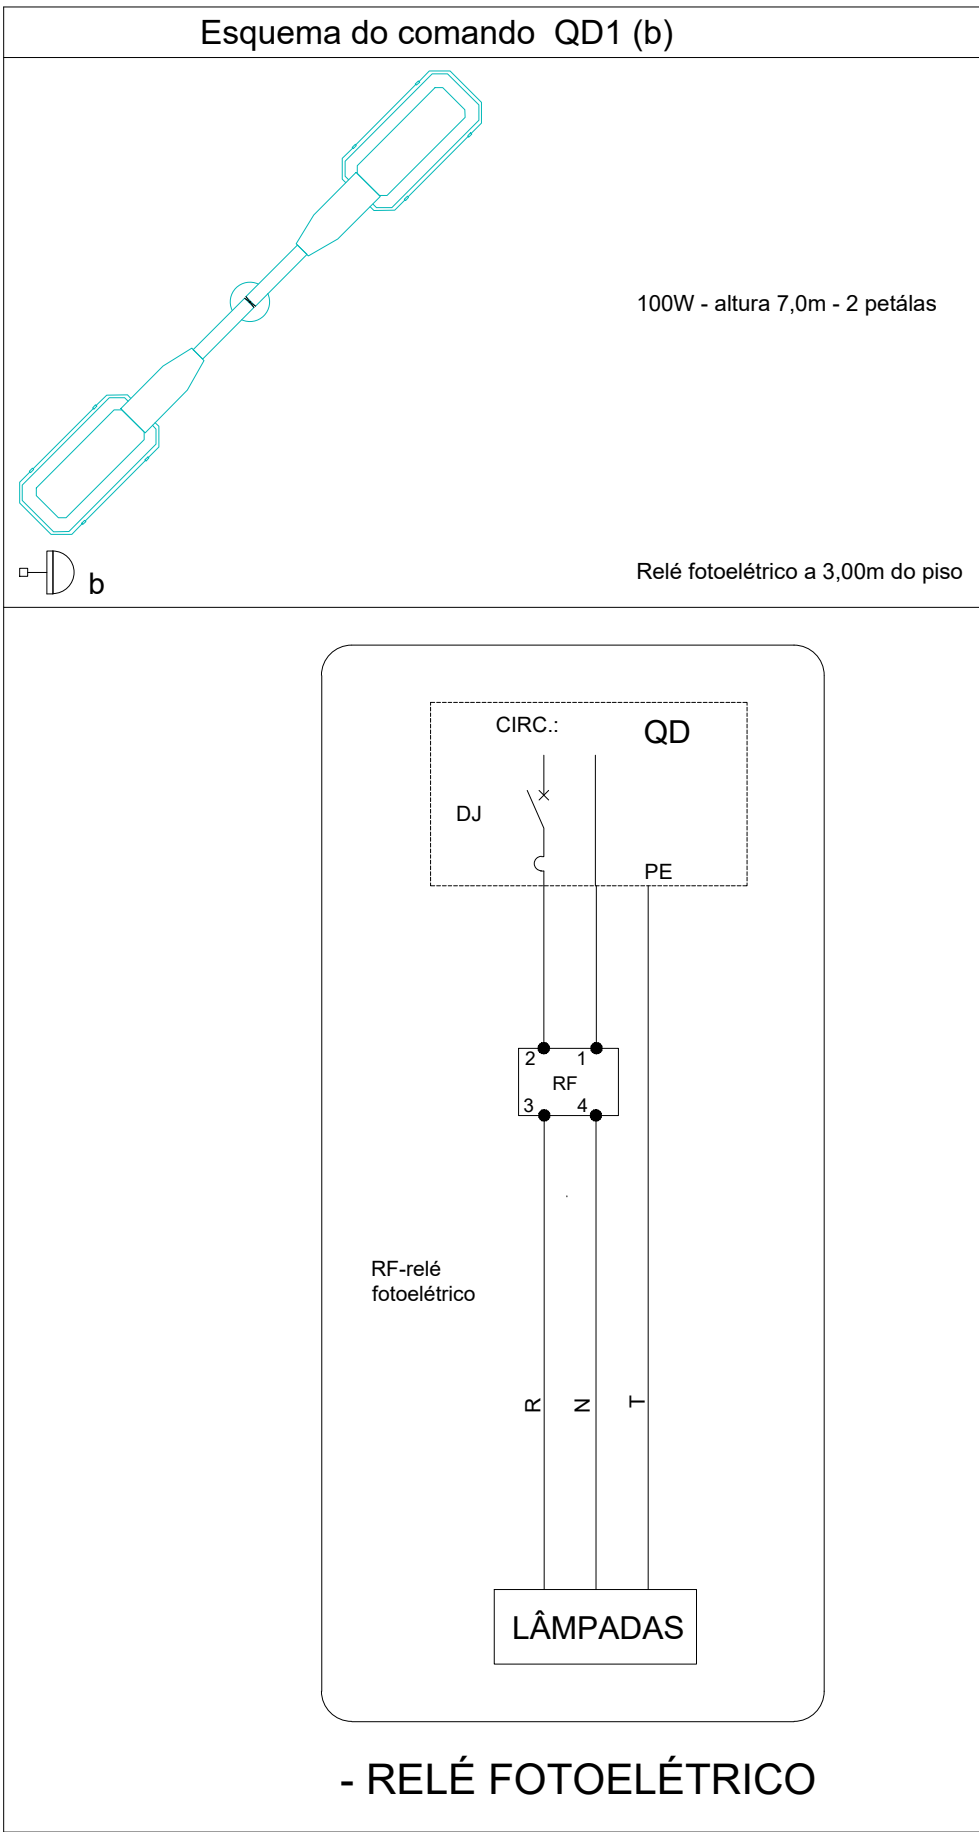 Esquema do comando  QD1 (b)
100W - altura 7,0m - 2 petálas
b
Relé fotoelétrico a 3,00m do piso
CIRC.:
QD
DJ
PE
2
1
RF
3
4
RF-relé
fotoelétrico
R
N
T
LÂMPADAS
- RELÉ FOTOELÉTRICO